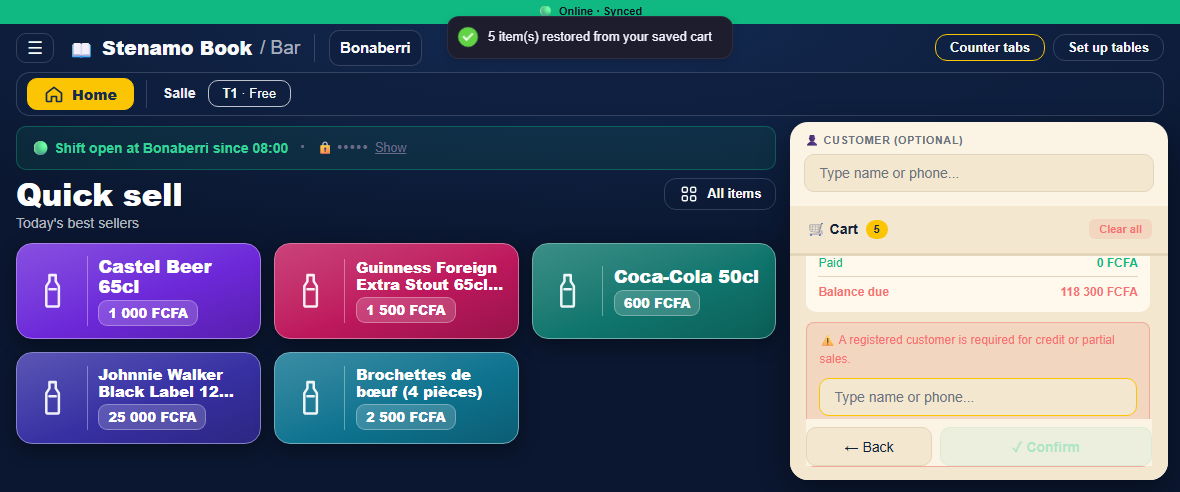 Online · Synced
5 item(s) restored from your saved cart
Stenamo Book / Bar
Bonaberri
Counter tabs
Set up tables
Home
Salle
T1 · Free
Shift open at Bonaberri since 08:00 · ••••• Show
Quick sell
Today's best sellers
All items
Castel Beer
65cl
1 000 FCFA
Guinness Foreign
Extra Stout 65cl...
1 500 FCFA
Coca-Cola 50cl
600 FCFA
Johnnie Walker
Black Label 12...
25 000 FCFA
Brochettes de
bœuf (4 pièces)
2 500 FCFA
CUSTOMER (OPTIONAL)
Type name or phone...
Cart 5
Clear all
Paid 0 FCFA
Balance due 118 300 FCFA
A registered customer is required for credit or partial
sales.
Type name or phone...
← Back
✓ Confirm